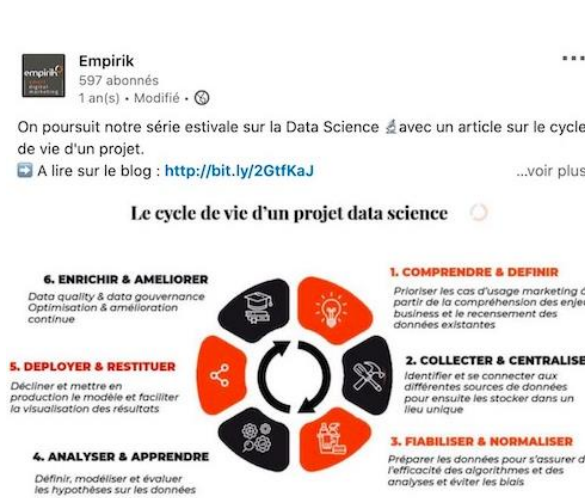 Empirik
597 abonnés
1 an(s) • Modifié •
empirik
smart
digital
marketing
On poursuit notre série estivale sur la Data Science avec un article sur le cycle
de vie d'un projet.
A lire sur le blog : http://bit.ly/2GtfKaJ
...voir plus
Le cycle de vie d'un projet data science
1. COMPRENDRE & DEFINIR
Prioriser les cas d'usage marketing à
partir de la compréhension des enje
business et le recensement des
données existantes
2. COLLECTER & CENTRALISE
Identifier et se connecter aux
différentes sources de données
pour ensuite les stocker dans un
lieu unique
3. FIABILISER & NORMALISER
Préparer les données pour s'assurer d
l'efficacité des algorithmes et des
analyses et éviter les biais
4. ANALYSER & APPRENDRE
Définir, modéliser et évaluer
les hypothèses sur les données
5. DEPLOYER & RESTITUER
Décliner et mettre en
production le modèle et faciliter
la visualisation des résultats
6. ENRICHIR & AMELIORER
Data quality & data gouvernance
Optimisation & amélioration
continue